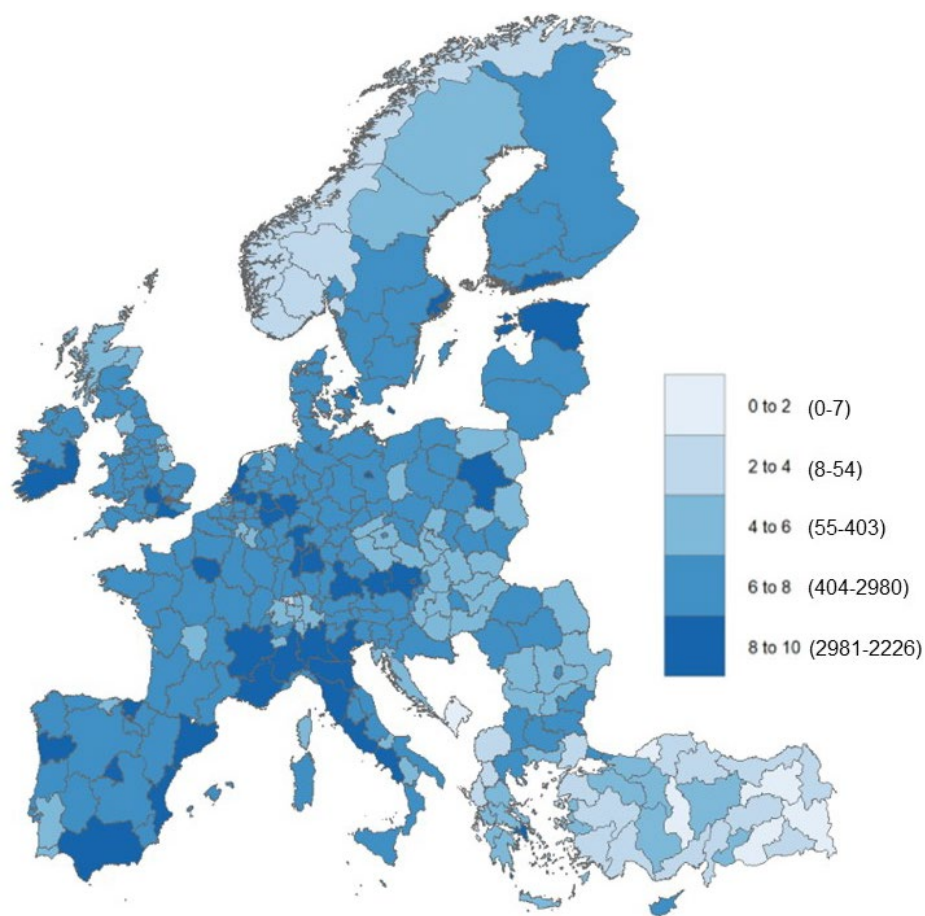 0 to 2 (0-7)
2 to 4 (8-54)
4 to 6 (55-403)
6 to 8 (404-2980)
8 to 10 (2981-2226)